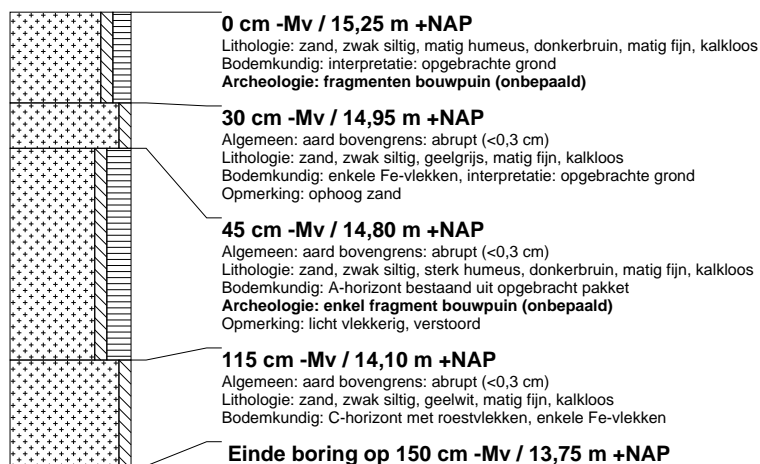 0 cm -Mv / 15,25 m +NAP
Lithologie: zand, zwak siltig, matig humeus, donkerbruin, matig fijn, kalkloos
Bodemkundig: interpretatie: opgebrachte grond
Archeologie: fragmenten bouwpuin (onbepaald)
30 cm -Mv / 14,95 m +NAP
Algemeen: aard bovengrens: abrupt (<0,3 cm)
Lithologie: zand, zwak siltig, geelgrijs, matig fijn, kalkloos
Bodemkundig: enkele Fe-vlekken, interpretatie: opgebrachte grond
Opmerking: ophoog zand
45 cm -Mv / 14,80 m +NAP
Algemeen: aard bovengrens: abrupt (<0,3 cm)
Lithologie: zand, zwak siltig, sterk humeus, donkerbruin, matig fijn, kalkloos
Bodemkundig: A-horizont bestaand uit opgebracht pakket
Archeologie: enkel fragment bouwpuin (onbepaald)
Opmerking: licht vlekkerig, verstoord
115 cm -Mv / 14,10 m +NAP
Algemeen: aard bovengrens: abrupt (<0,3 cm)
Lithologie: zand, zwak siltig, geelwit, matig fijn, kalkloos
Bodemkundig: C-horizont met roestvlekken, enkele Fe-vlekken
Einde boring op 150 cm -Mv / 13,75 m +NAP